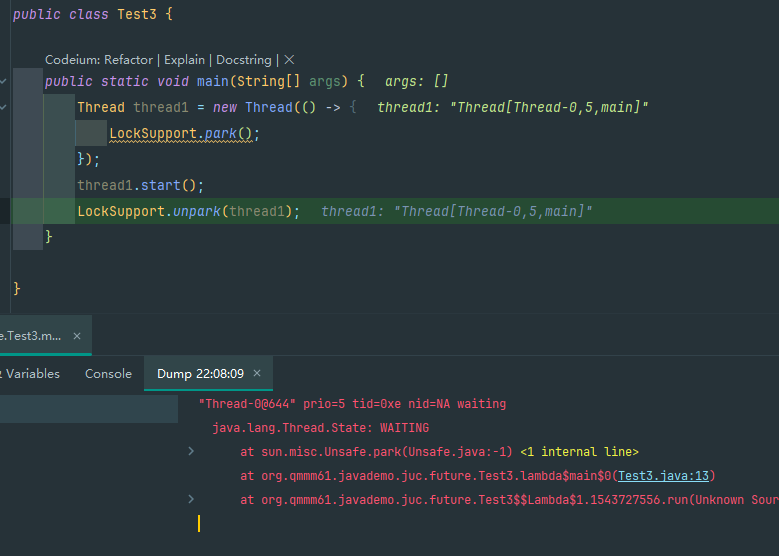 public class Test3 {
Codeium: Refactor | Explain | Docstring | ×
public static void main(String[] args) {   args: []
Thread thread1 = new Thread(() -> {   thread1: "Thread[Thread-0,5,main]"
LockSupport.park();
});
thread1.start();
LockSupport.unpark(thread1);   thread1: "Thread[Thread-0,5,main]"
}
}
e.Test3.m... ×
Variables   Console   Dump 22:08:09 ×
"Thread-0@644" prio=5 tid=0xe nid=NA waiting
java.lang.Thread.State: WAITING
at sun.misc.Unsafe.park(Unsafe.java:-1) <1 internal line>
at org.qmmm61.javademo.juc.future.Test3.lambda$main$0(Test3.java:13)
at org.qmmm61.javademo.juc.future.Test3$$Lambda$1.1543727556.run(Unknown Sour